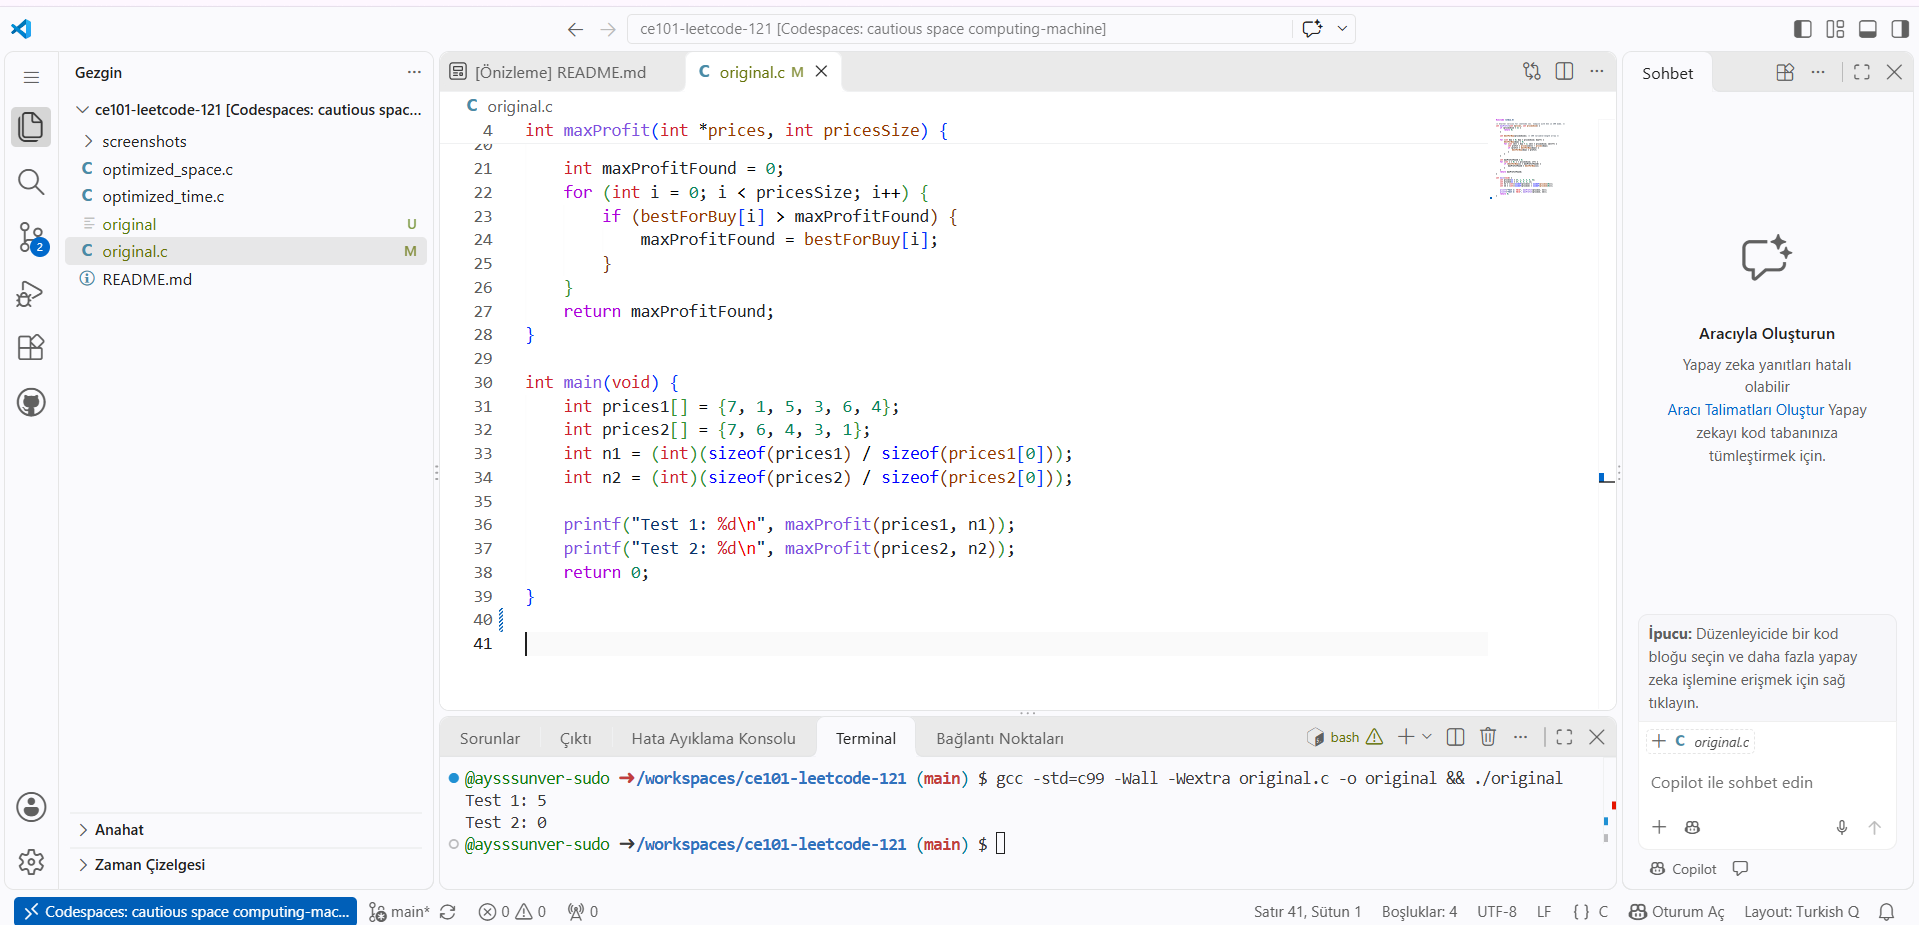 ce101-leetcode-121 [Codespaces: cautious space computing-machine]
Gezgin
ce101-leetcode-121 [Codespaces: cautious spac...
screenshots
C optimized_space.c
C optimized_time.c
original U
C original.c M
README.md
2
Anahat
Zaman Çizelgesi
[Önizleme] README.md
C original.c M
C original.c
4 int maxProfit(int *prices, int pricesSize) {
20
21 int maxProfitFound = 0;
22 for (int i = 0; i < pricesSize; i++) {
23 if (bestForBuy[i] > maxProfitFound) {
24 maxProfitFound = bestForBuy[i];
25 }
26 }
27 return maxProfitFound;
28 }
29
30 int main(void) {
31 int prices1[] = {7, 1, 5, 3, 6, 4};
32 int prices2[] = {7, 6, 4, 3, 1};
33 int n1 = (int)(sizeof(prices1) / sizeof(prices1[0]));
34 int n2 = (int)(sizeof(prices2) / sizeof(prices2[0]));
35
36 printf("Test 1: %d\n", maxProfit(prices1, n1));
37 printf("Test 2: %d\n", maxProfit(prices2, n2));
38 return 0;
39 }
40
41
Sorunlar Çıktı Hata Ayıklama Konsolu Terminal Bağlantı Noktaları
bash
@aysssunver-sudo ➜/workspaces/ce101-leetcode-121 (main) $ gcc -std=c99 -Wall -Wextra original.c -o original && ./original
Test 1: 5
Test 2: 0
@aysssunver-sudo ➜/workspaces/ce101-leetcode-121 (main) $
Sohbet
Aracıyla Oluşturun
Yapay zeka yanıtları hatalı
olabilir
Aracı Talimatları Oluştur Yapay
zekayı kod tabanınıza
tümleştirmek için.
İpucu: Düzenleyicide bir kod
bloğu seçin ve daha fazla yapay
zeka işlemine erişmek için sağ
tıklayın.
C original.c
Copilot ile sohbet edin
Copilot
Codespaces: cautious space computing-mac... main* 0 0 0 Satır 41, Sütun 1 Boşluklar: 4 UTF-8 LF { } C Oturum Aç Layout: Turkish Q